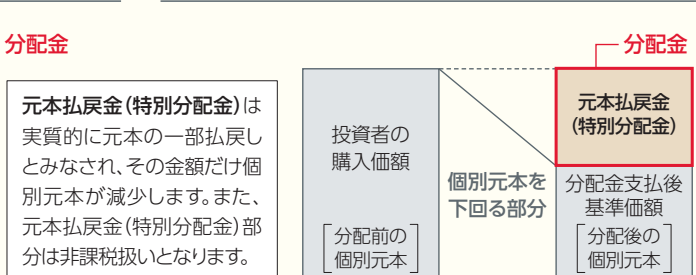 分配金
元本払戻金(特別分配金)は
実質的に元本の一部払戻し
とみなされ、その金額だけ個
別元本が減少します。また、
元本払戻金(特別分配金)部
分は非課税扱いとなります。
投資者の
購入価額
分配前の
個別元本
個別元本を
下回る部分
分配金
元本払戻金
(特別分配金)
分配金支払後
基準価額
分配後の
個別元本